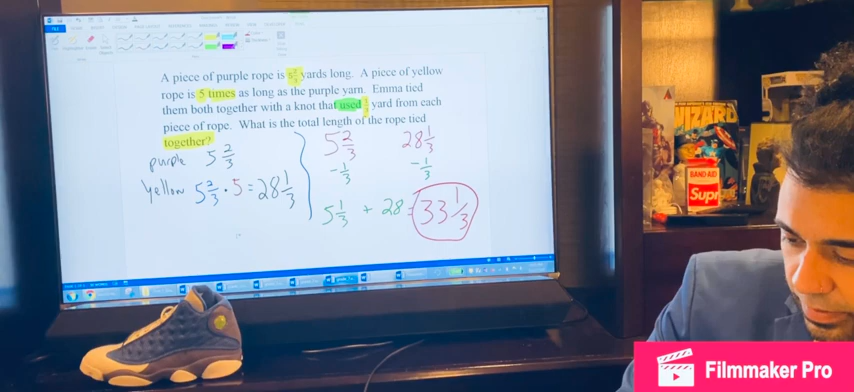 A piece of purple rope is 5 2/3 yards long. A piece of yellow
rope is 5 times as long as the purple yarn. Emma tied
them both together with a knot that used 1/3 yard from each
piece of rope. What is the total length of the rope tied
together?
purple 5 2/3
Yellow 5 2/3 · 5 = 28 1/3
5 2/3 28 1/3
- 1/3 - 1/3
5 1/3 + 28 = 33 1/3
WIZARD
BAND AID
Supr
Filmmaker Pro